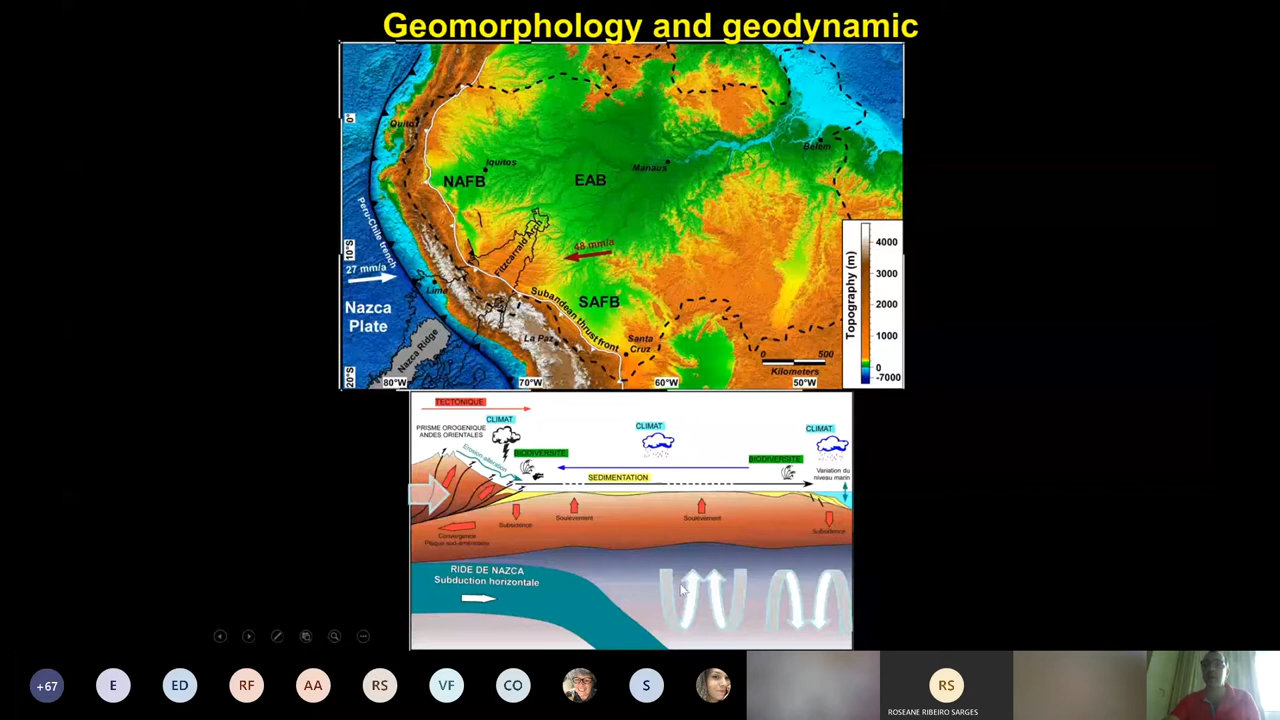 Geomorphology and geodynamic
0°
Quito
Iquitos
Manaus
Belem
NAFB
EAB
Peru-Chile trench
10°S
27 mm/a
48 mm/a
Fitzcarrald Arch
Lima
Nazca
Plate
Nazca Ridge
SAFB
Subandean thrust front
La Paz
Santa
Cruz
0 500
Kilometers
20°S
80°W
70°W
60°W
50°W
Topography (m)
4000
3000
2000
1000
0
-7000
TECTONIQUE
PRISME OROGENIQUE
ANDES ORIENTALES
CLIMAT
CLIMAT
CLIMAT
Erosion altération
BIODIVERSITE
BIODIVERSITE
SEDIMENTATION
Variation du
niveau marin
Subsidence
Soulèvement
Soulèvement
Subsidence
Convergence
Plaque sud-américaine
RIDE DE NAZCA
Subduction horizontale
+67
E
ED
RF
AA
RS
VF
CO
S
RS
ROSEANE RIBEIRO SARGES